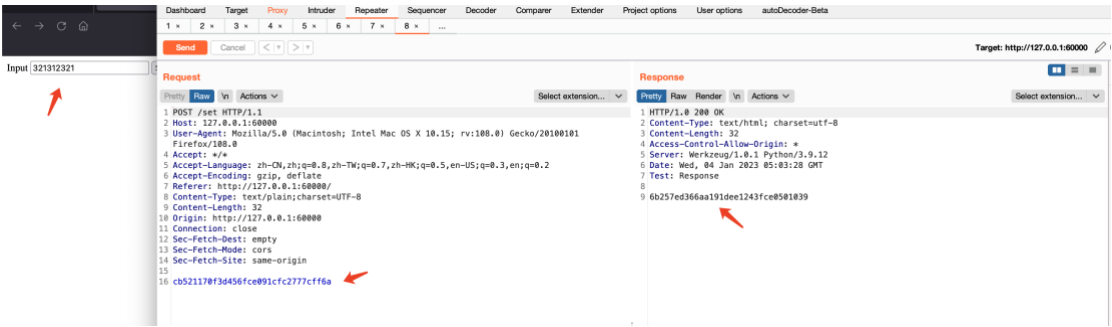 Dashboard Target Proxy Intruder Repeater Sequencer Decoder Comparer Extender Project options User options autoDecoder-Beta
1 × 2 × 3 × 4 × 5 × 6 × 7 × 8 × ...
Send Cancel < > Target: http://127.0.0.1:60000
Input 321312321
Request
Pretty Raw \n Actions Select extension...
1 POST /set HTTP/1.1
2 Host: 127.0.0.1:60000
3 User-Agent: Mozilla/5.0 (Macintosh; Intel Mac OS X 10.15; rv:108.0) Gecko/20100101
Firefox/108.0
4 Accept: */*
5 Accept-Language: zh-CN,zh;q=0.8,zh-TW;q=0.7,zh-HK;q=0.5,en-US;q=0.3,en;q=0.2
6 Accept-Encoding: gzip, deflate
7 Referer: http://127.0.0.1:60000/
8 Content-Type: text/plain;charset=UTF-8
9 Content-Length: 32
10 Origin: http://127.0.0.1:60000
11 Connection: close
12 Sec-Fetch-Dest: empty
13 Sec-Fetch-Mode: cors
14 Sec-Fetch-Site: same-origin
15
16 cb521170f3d456fce091cfc2777cff6a
Response
Pretty Raw Render \n Actions Select extension...
1 HTTP/1.0 200 OK
2 Content-Type: text/html; charset=utf-8
3 Content-Length: 32
4 Access-Control-Allow-Origin: *
5 Server: Werkzeug/1.0.1 Python/3.9.12
6 Date: Wed, 04 Jan 2023 05:03:28 GMT
7 Test: Response
8
9 6b257ed366aa191dee1243fce0501039